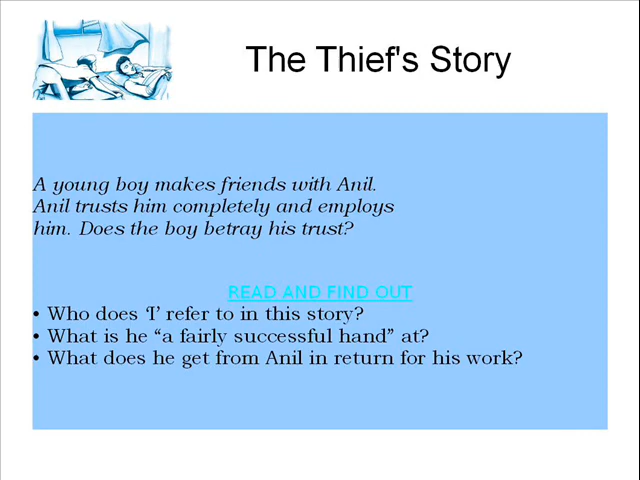 The Thief's Story
A young boy makes friends with Anil.
Anil trusts him completely and employs
him. Does the boy betray his trust?
READ AND FIND OUT
• Who does ‘I’ refer to in this story?
• What is he “a fairly successful hand” at?
• What does he get from Anil in return for his work?